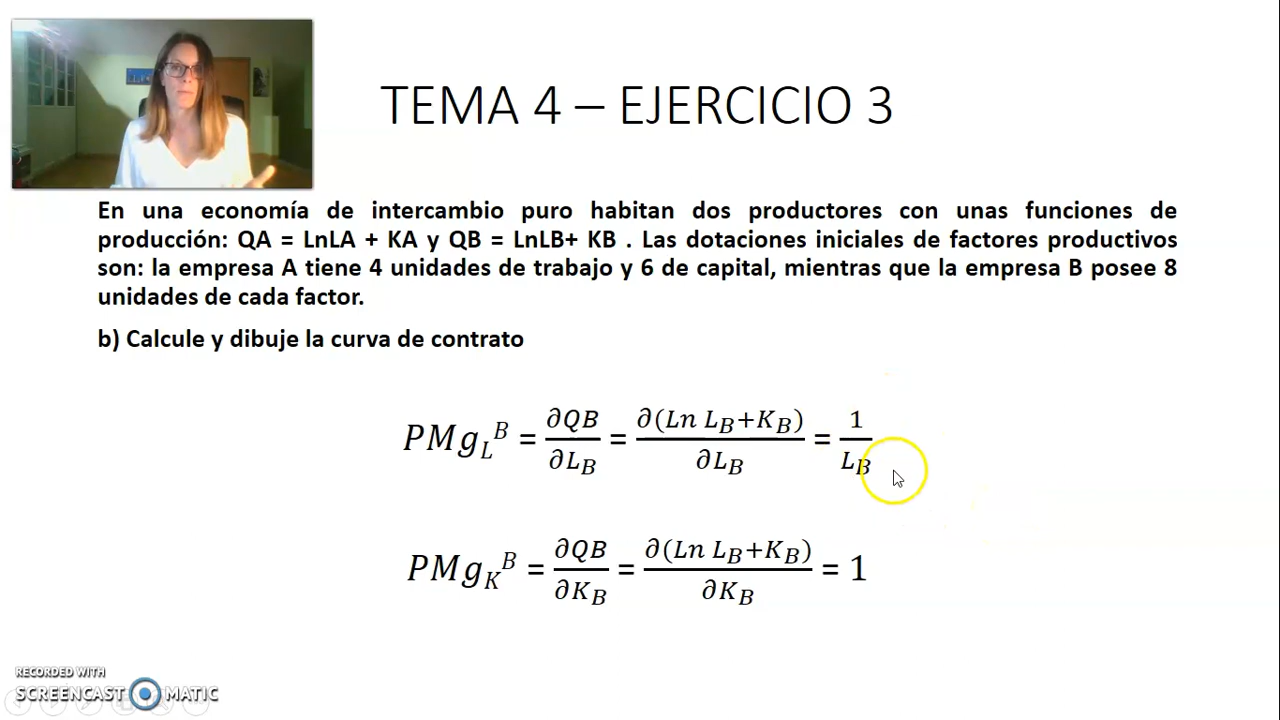 TEMA 4 – EJERCICIO 3
En una economía de intercambio puro habitan dos productores con unas funciones de
producción: QA = LnLA + KA y QB = LnLB+ KB . Las dotaciones iniciales de factores productivos
son: la empresa A tiene 4 unidades de trabajo y 6 de capital, mientras que la empresa B posee 8
unidades de cada factor.
b) Calcule y dibuje la curva de contrato
PMg_L^B = ∂QB/∂L_B = ∂(Ln L_B+K_B)/∂L_B = 1/L_B
PMg_K^B = ∂QB/∂K_B = ∂(Ln L_B+K_B)/∂K_B = 1
RECORDED WITH
SCREENCAST MATIC